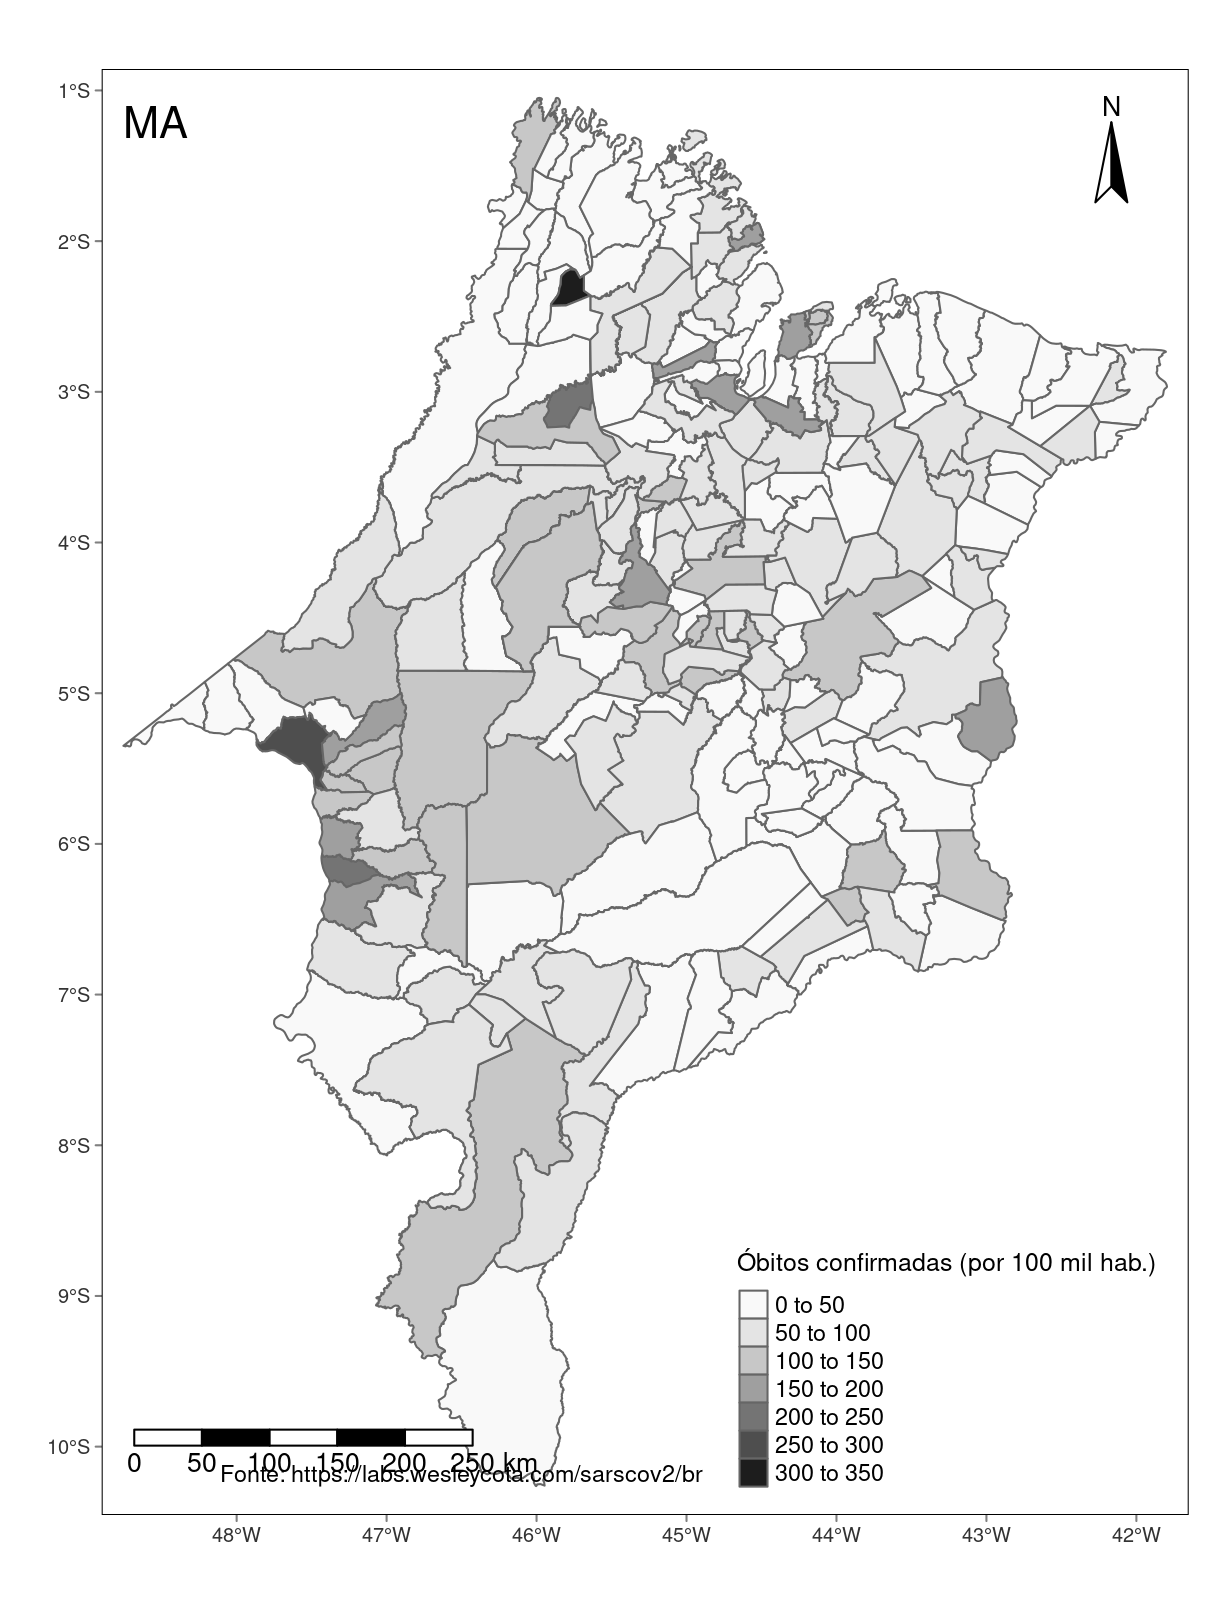 MA
N
1°S
2°S
3°S
4°S
5°S
6°S
7°S
8°S
9°S
10°S
Óbitos confirmadas (por 100 mil hab.)
0 to 50
50 to 100
100 to 150
150 to 200
200 to 250
250 to 300
300 to 350
0 50 100 150 200 250 km
Fonte: https://labs.wesleycota.com/sarscov2/br
48°W 47°W 46°W 45°W 44°W 43°W 42°W